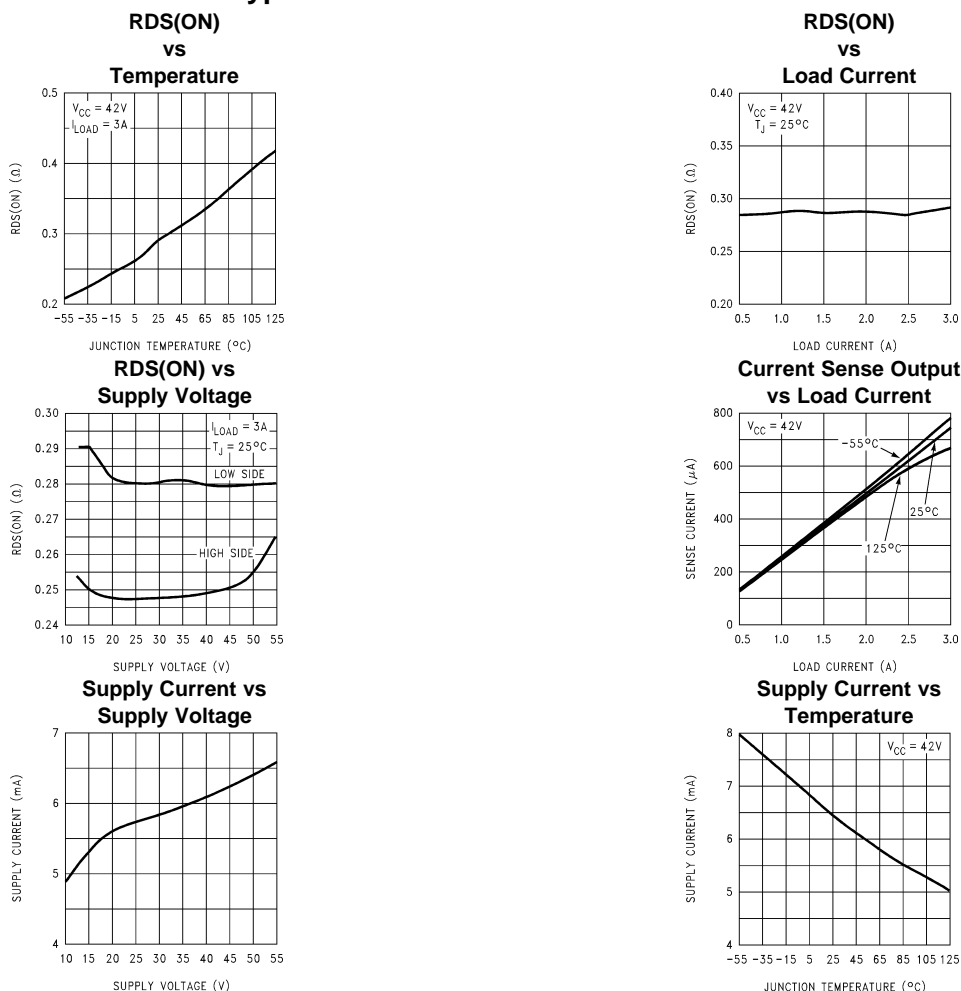 RDS(ON)
vs
Temperature
V_CC = 42V
I_LOAD = 3A
RDS(ON) (Ω)
0.5
0.4
0.3
0.2
-55 -35 -15 5 25 45 65 85 105 125
JUNCTION TEMPERATURE (°C)
RDS(ON)
vs
Load Current
V_CC = 42V
T_J = 25°C
RDS(ON) (Ω)
0.40
0.35
0.30
0.25
0.20
0.5 1.0 1.5 2.0 2.5 3.0
LOAD CURRENT (A)
RDS(ON) vs
Supply Voltage
I_LOAD = 3A
T_J = 25°C
LOW SIDE
HIGH SIDE
RDS(ON) (Ω)
0.30
0.29
0.28
0.27
0.26
0.25
0.24
10 15 20 25 30 35 40 45 50 55
SUPPLY VOLTAGE (V)
Current Sense Output
vs Load Current
V_CC = 42V
-55°C
25°C
125°C
SENSE CURRENT (μA)
800
600
400
200
0
0.5 1.0 1.5 2.0 2.5 3.0
LOAD CURRENT (A)
Supply Current vs
Supply Voltage
SUPPLY CURRENT (mA)
7
6
5
4
10 15 20 25 30 35 40 45 50 55
SUPPLY VOLTAGE (V)
Supply Current vs
Temperature
V_CC = 42V
SUPPLY CURRENT (mA)
8
7
6
5
4
-55 -35 -15 5 25 45 65 85 105 125
JUNCTION TEMPERATURE (°C)